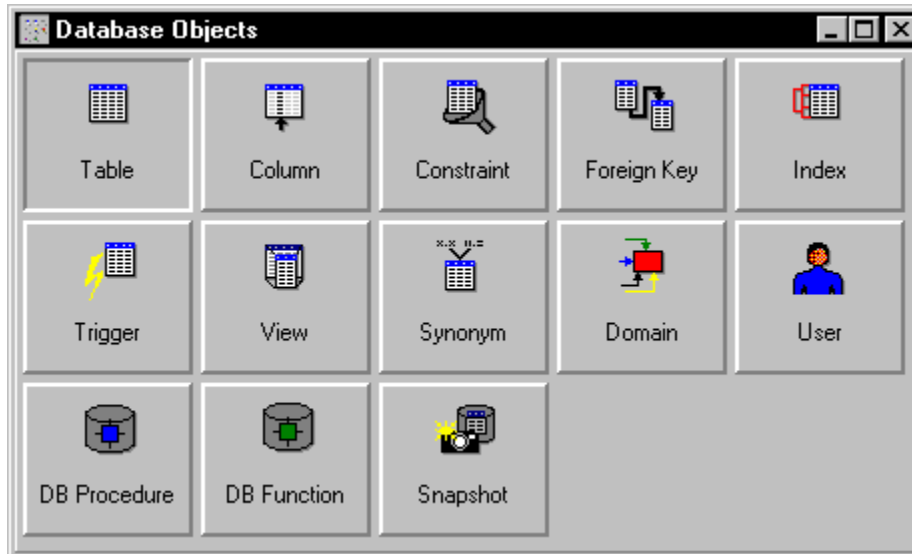 Database Objects
Table Column Constraint Foreign Key Index
x.x n.=
Trigger View Synonym Domain User
DB Procedure DB Function Snapshot